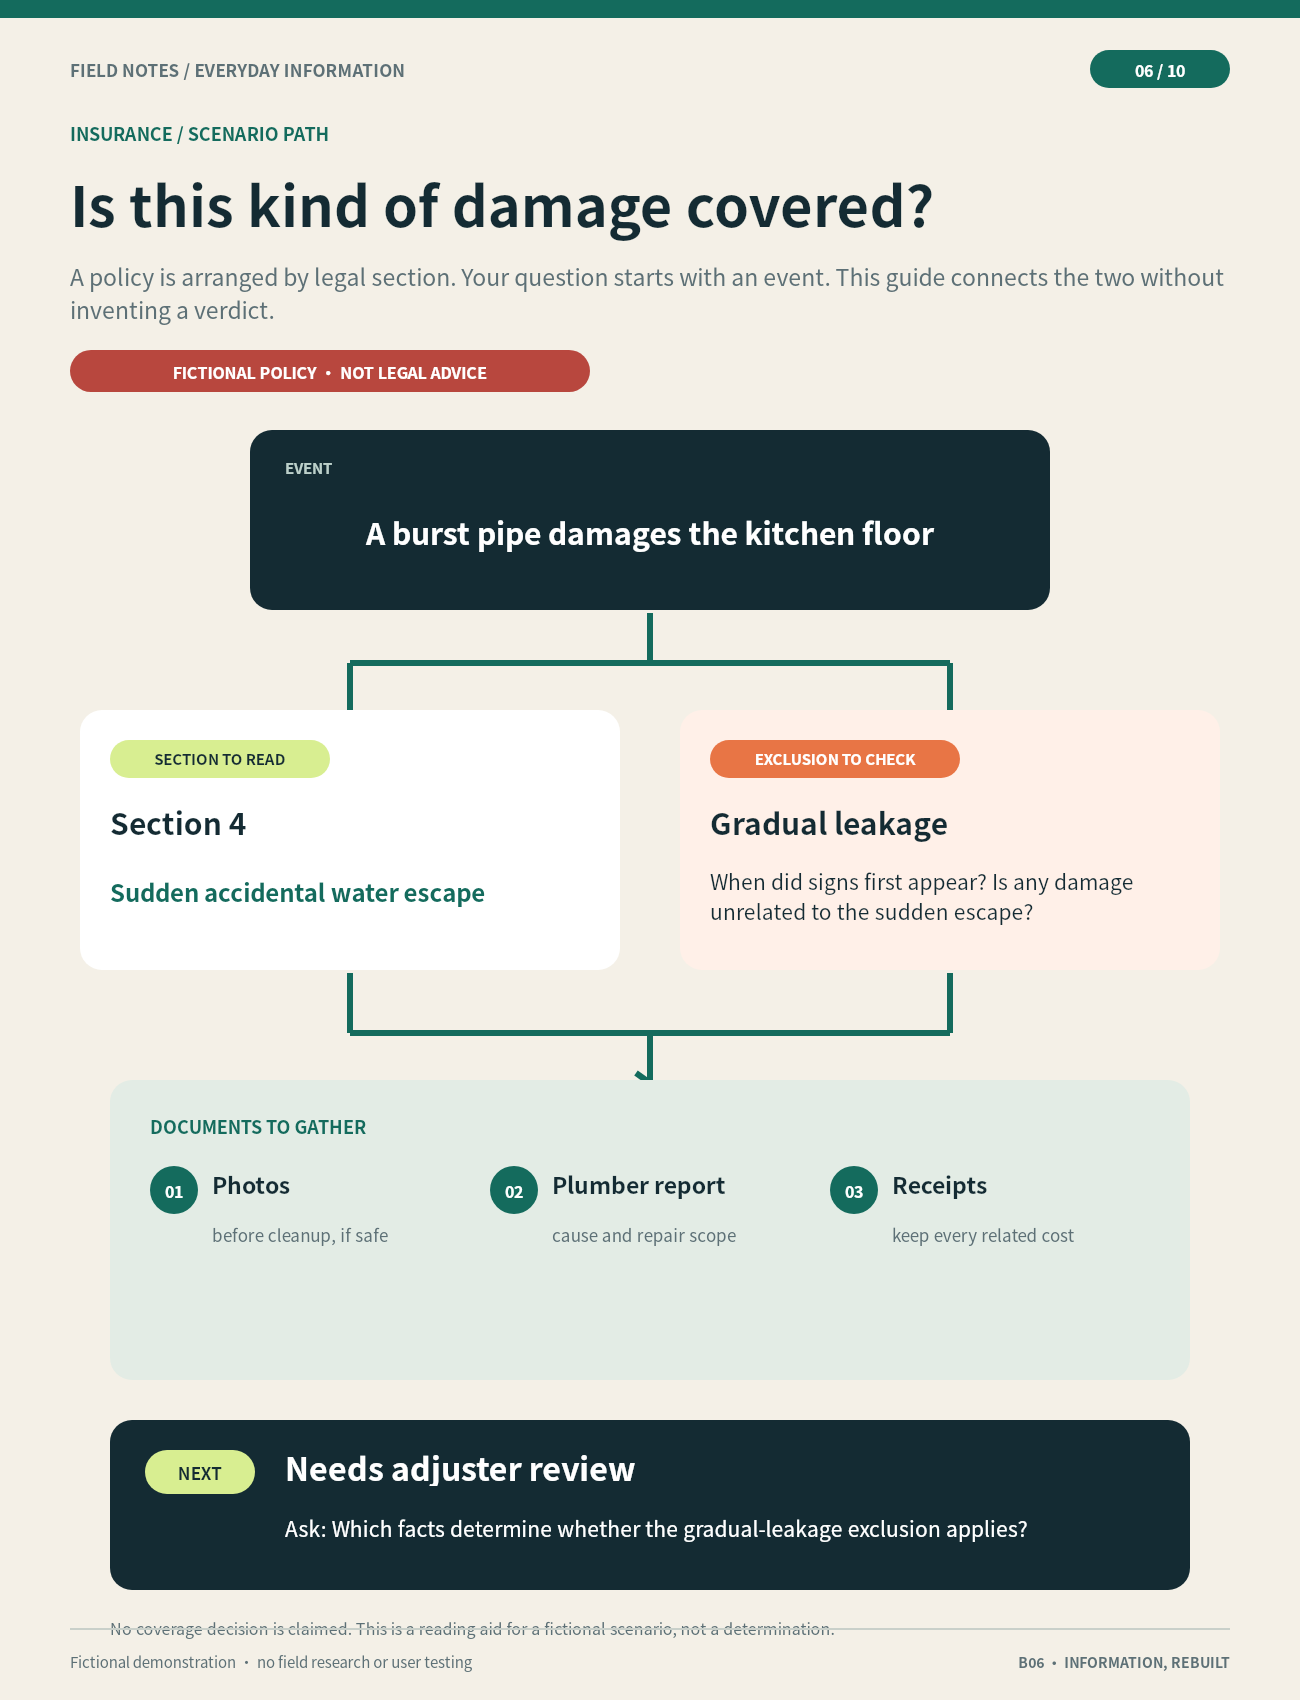 FIELD NOTES / EVERYDAY INFORMATION
06 / 10
INSURANCE / SCENARIO PATH
Is this kind of damage covered?
A policy is arranged by legal section. Your question starts with an event. This guide connects the two without
inventing a verdict.
FICTIONAL POLICY • NOT LEGAL ADVICE
EVENT
A burst pipe damages the kitchen floor
SECTION TO READ
Section 4
Sudden accidental water escape
EXCLUSION TO CHECK
Gradual leakage
When did signs first appear? Is any damage
unrelated to the sudden escape?
DOCUMENTS TO GATHER
01 Photos
before cleanup, if safe
02 Plumber report
cause and repair scope
03 Receipts
keep every related cost
NEXT
Needs adjuster review
Ask: Which facts determine whether the gradual-leakage exclusion applies?
No coverage decision is claimed. This is a reading aid for a fictional scenario, not a determination.
Fictional demonstration • no field research or user testing
B06 • INFORMATION, REBUILT